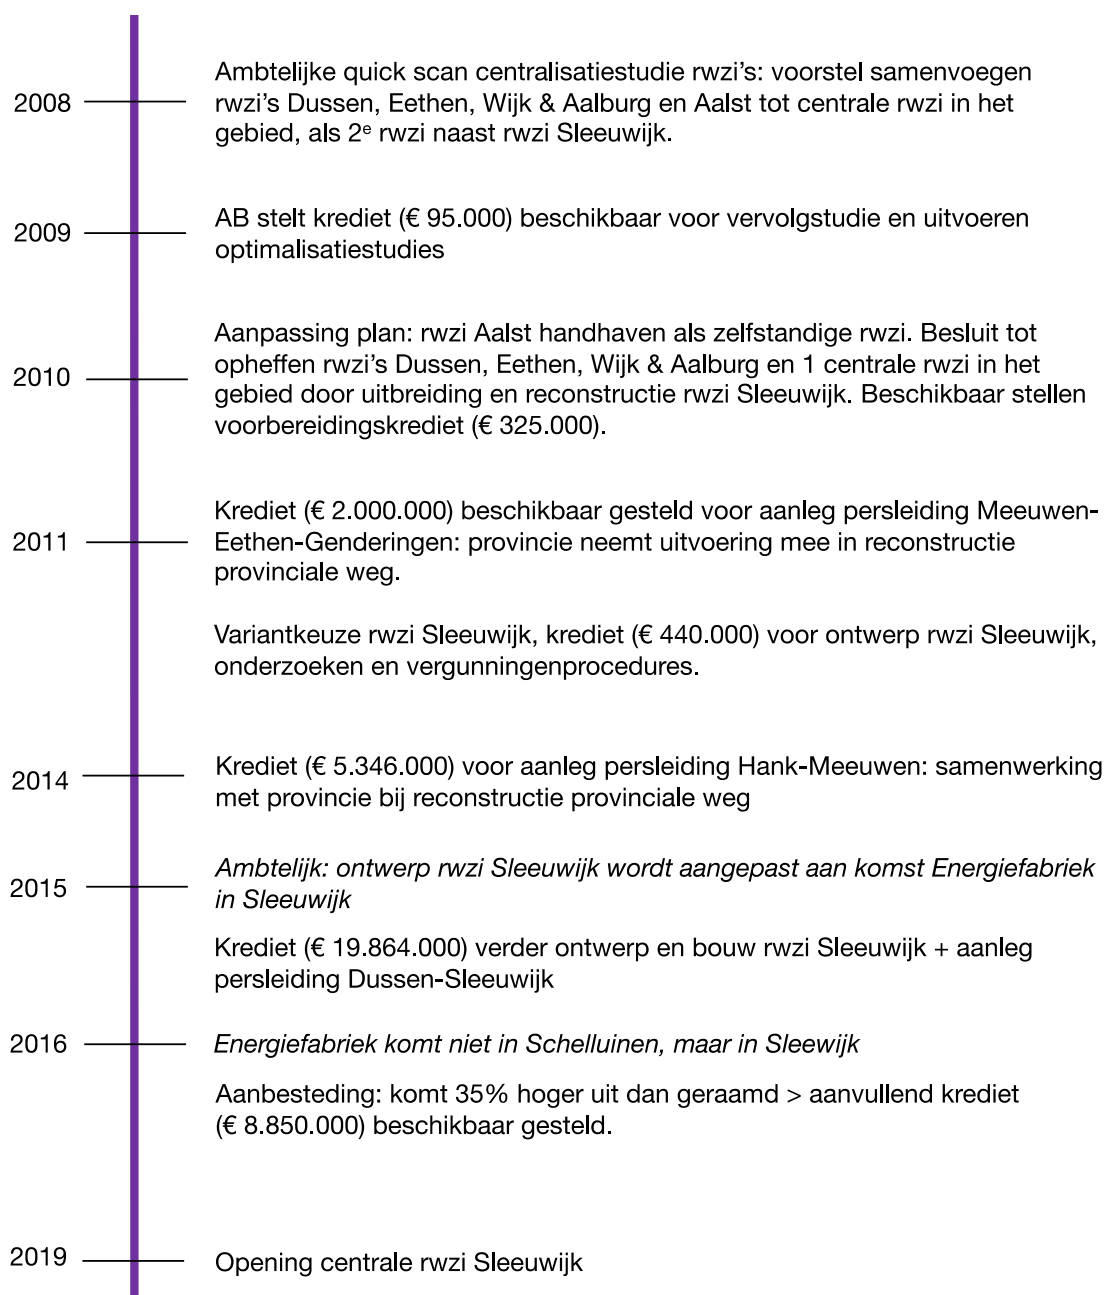 Ambtelijke quick scan centralisatiestudie rwzi's: voorstel samenvoegen
2008
rwzi's Dussen, Eethen, Wijk & Aalburg en Aalst tot centrale rwzi in het
gebied, als 2e rwzi naast rwzi Sleeuwijk.
2009
AB stelt krediet (€ 95.000) beschikbaar voor vervolgstudie en uitvoeren
optimalisatiestudies
Aanpassing plan: rwzi Aalst handhaven als zelfstandige rwzi. Besluit tot
opheffen rwzi's Dussen, Eethen, Wijk & Aalburg en 1 centrale rwzi in het
2010
gebied door uitbreiding en reconstructie rwzi Sleeuwijk. Beschikbaar stellen
voorbereidingskrediet (€ 325.000).
Krediet (€ 2.000.000) beschikbaar gesteld voor aanleg persleiding Meeuwen-
2011
Eethen-Genderingen: provincie neemt uitvoering mee in reconstructie
provinciale weg.
Variantkeuze rwzi Sleeuwijk, krediet (€ 440.000) voor ontwerp rwzi Sleeuwijk,
onderzoeken en vergunningenprocedures.
2014
Krediet (€ 5.346.000) voor aanleg persleiding Hank-Meeuwen: samenwerking
met provincie bij reconstructie provinciale weg
2015
Ambtelijk: ontwerp rwzi Sleeuwijk wordt aangepast aan komst Energiefabriek
in Sleeuwijk
Krediet (€ 19.864.000) verder ontwerp en bouw rwzi Sleeuwijk + aanleg
persleiding Dussen-Sleeuwijk
2016
Energiefabriek komt niet in Schelluinen, maar in Sleewijk
Aanbesteding: komt 35% hoger uit dan geraamd > aanvullend krediet
(€ 8.850.000) beschikbaar gesteld.
2019
Opening centrale rwzi Sleeuwijk